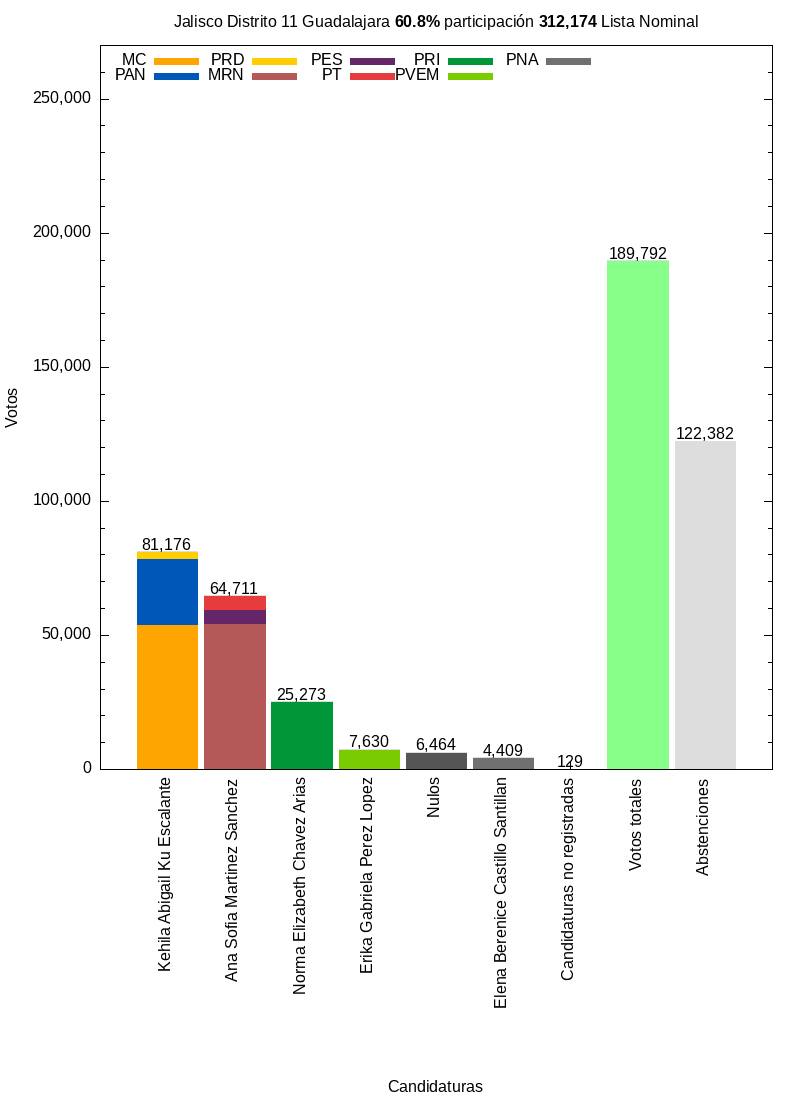 Jalisco Distrito 11 Guadalajara 60.8% participación 312,174 Lista Nominal
MC PRD PES PRI PNA
PAN MRN PT PVEM
250,000
200,000
150,000
100,000
50,000
0
Votos
81,176
64,711
25,273
7,630
6,464
4,409
129
189,792
122,382
Kehila Abigail Ku Escalante
Ana Sofia Martinez Sanchez
Norma Elizabeth Chavez Arias
Erika Gabriela Perez Lopez
Nulos
Elena Berenice Castillo Santillan
Candidaturas no registradas
Votos totales
Abstenciones
Candidaturas